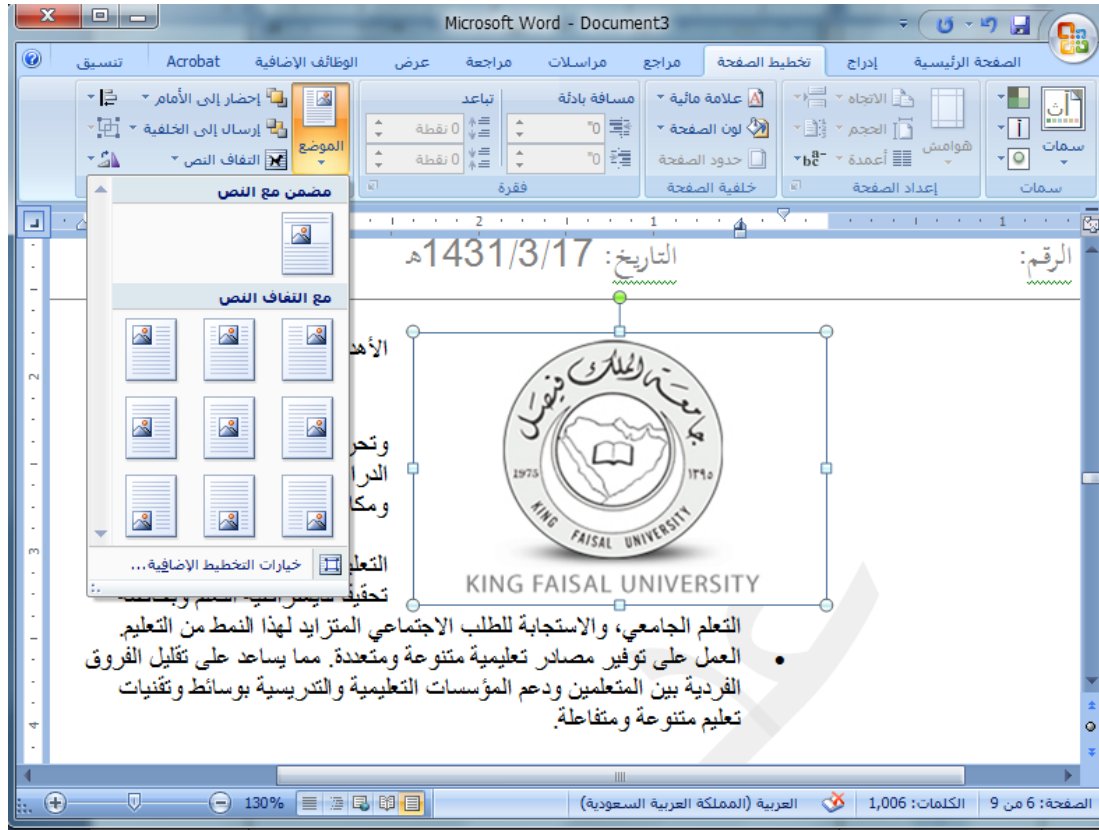 Microsoft Word - Document3
الصفحة الرئيسية إدراج تخطيط الصفحة مراجع مراسلات مراجعة عرض الوظائف الإضافية Acrobat تنسيق
سمات
هوامش
الاتجاه
الحجم
أعمدة
علامة مائية
لون الصفحة
حدود الصفحة
مسافة بادئة
0"
0"
تباعد
0 نقطة
0 نقطة
الموضع
إحضار إلى الأمام
إرسال إلى الخلفية
التفاف النص
سمات
إعداد الصفحة
خلفية الصفحة
فقرة
مضمن مع النص
مع التفاف النص
خيارات التخطيط الإضافية...
الرقم:
التاريخ: 1431/3/17هـ
جامعة الملك فيصل
1975
١٣٩٥
KING FAISAL UNIVERSITY
KING FAISAL UNIVERSITY
التعلم الجامعي، والاستجابة للطلب الاجتماعي المتزايد لهذا النمط من التعليم.
• العمل على توفير مصادر تعليمية متنوعة ومتعددة. مما يساعد على تقليل الفروق
الفردية بين المتعلمين ودعم المؤسسات التعليمية والتدريسية بوسائط وتقنيات
تعليم متنوعة ومتفاعلة.
الصفحة: 6 من 9
الكلمات: 1,006
العربية (المملكة العربية السعودية)
130%